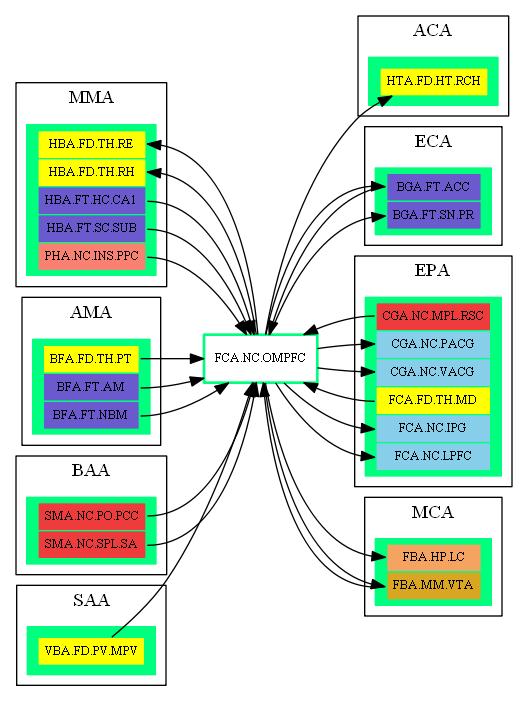 MMA
HBA.FD.TH.RE
HBA.FD.TH.RH
HBA.FT.HC.CA1
HBA.FT.SC.SUB
PHA.NC.INS.PPC
AMA
BFA.FD.TH.PT
BFA.FT.AM
BFA.FT.NBM
BAA
SMA.NC.PO.PCC
SMA.NC.SPL.SA
SAA
VBA.FD.PV.MPV
FCA.NC.OMPFC
ACA
HTA.FD.HT.RCH
ECA
BGA.FT.ACC
BGA.FT.SN.PR
EPA
CGA.NC.MPL.RSC
CGA.NC.PACG
CGA.NC.VACG
FCA.FD.TH.MD
FCA.NC.IPG
FCA.NC.LPFC
MCA
FBA.HP.LC
FBA.MM.VTA